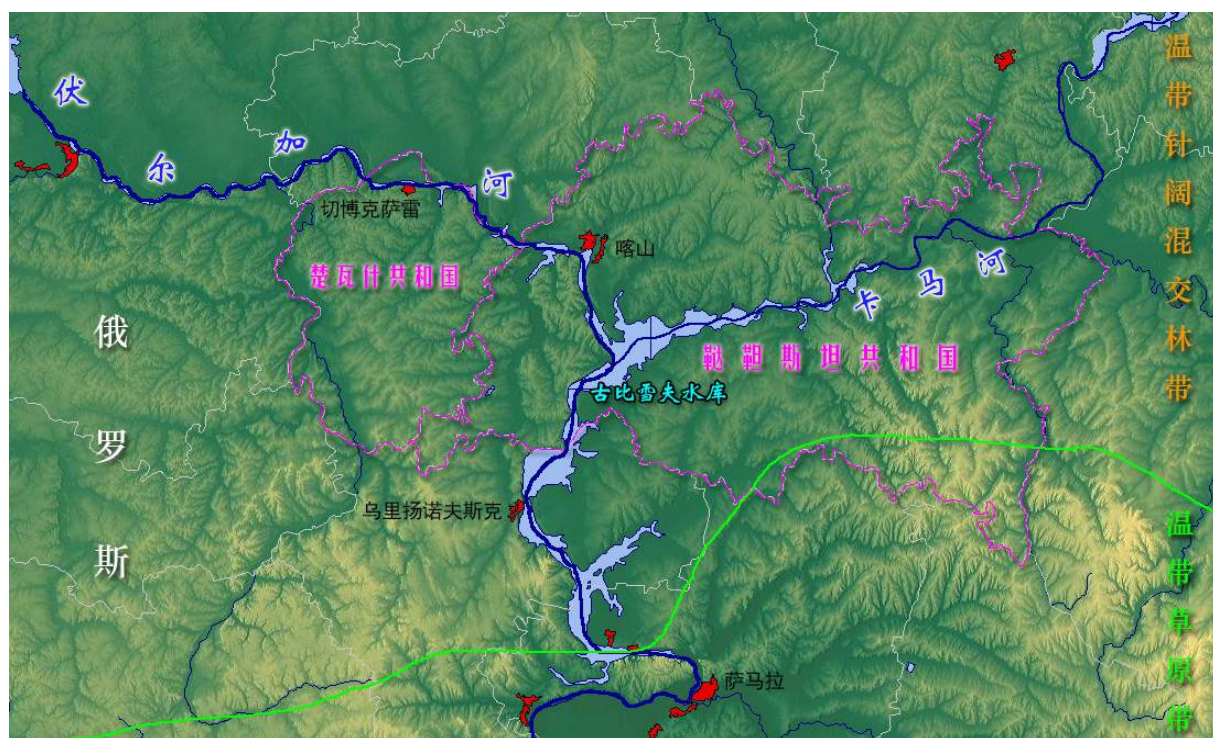 伏尔加河
切博克萨雷
喀山
楚瓦什共和国
卡马河
鞑靼斯坦共和国
古比雪夫水库
乌里扬诺夫斯克
萨马拉
俄罗斯
温带针阔混交林带
温带草原带